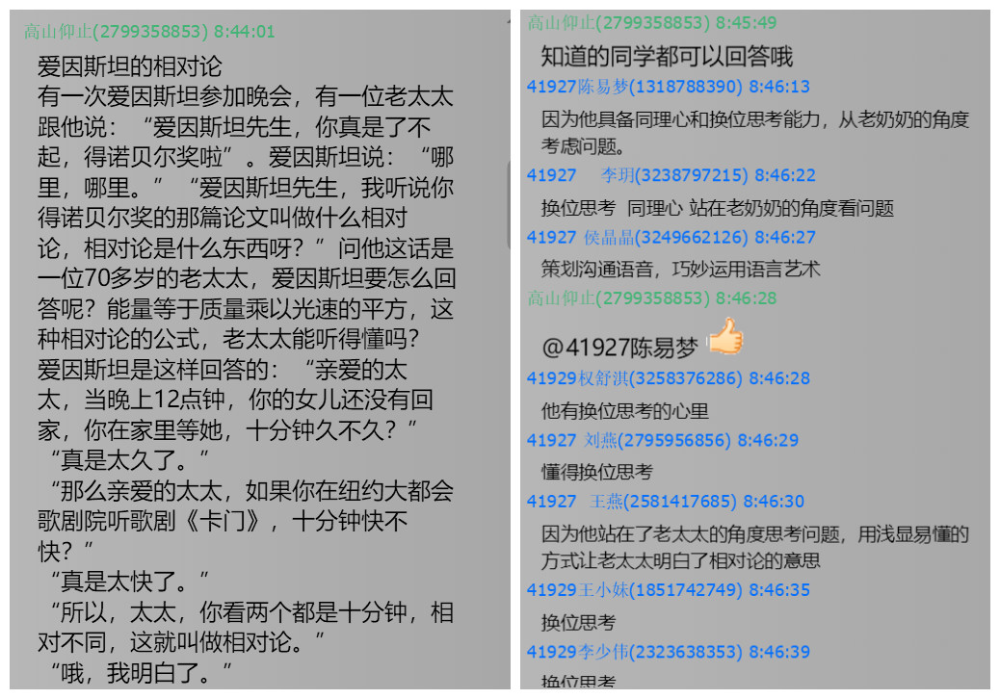 高山仰止(2799358853) 8:44:01
爱因斯坦的相对论
有一次爱因斯坦参加晚会，有一位老太太
跟他说：“爱因斯坦先生，你真是了不
起，得诺贝尔奖啦”。爱因斯坦说：“哪
里，哪里。”“爱因斯坦先生，我听说你
得诺贝尔奖的那篇论文叫做什么相对
论，相对论是什么东西呀？”问他这话是
一位70多岁的老太太，爱因斯坦要怎么回
答呢？能量等于质量乘以光速的平方，这
种相对论的公式，老太太能听得懂吗？
爱因斯坦是这样回答的：“亲爱的太
太，当晚上12点钟，你的女儿还没有回
家，你在家里等她，十分钟久不久？”
“真是太久了。”
“那么亲爱的太太，如果你在纽约大都会
歌剧院听歌剧《卡门》，十分钟快不
快？”
“真是太快了。”
“所以，太太，你看两个都是十分钟，相
对不同，这就叫做相对论。”
“哦，我明白了。”
高山仰止(2799358853) 8:45:49
知道的同学都可以回答哦
41927陈易梦(1318788390) 8:46:13
因为他具备同理心和换位思考能力，从老奶奶的角度
考虑问题。
41927 李玥(3238797215) 8:46:22
换位思考 同理心 站在老奶奶的角度看问题
41927 侯晶晶(3249662126) 8:46:27
策划沟通语音，巧妙运用语言艺术
高山仰止(2799358853) 8:46:28
@41927陈易梦
41929权舒淇(3258376286) 8:46:28
他有换位思考的心里
41927 刘燕(2795956856) 8:46:29
懂得换位思考
41927 王燕(2581417685) 8:46:30
因为他站在了老太太的角度思考问题，用浅显易懂的
方式让老太太明白了相对论的意思
41929王小妹(1851742749) 8:46:35
换位思考
41929李少伟(2323638353) 8:46:39
换位思考